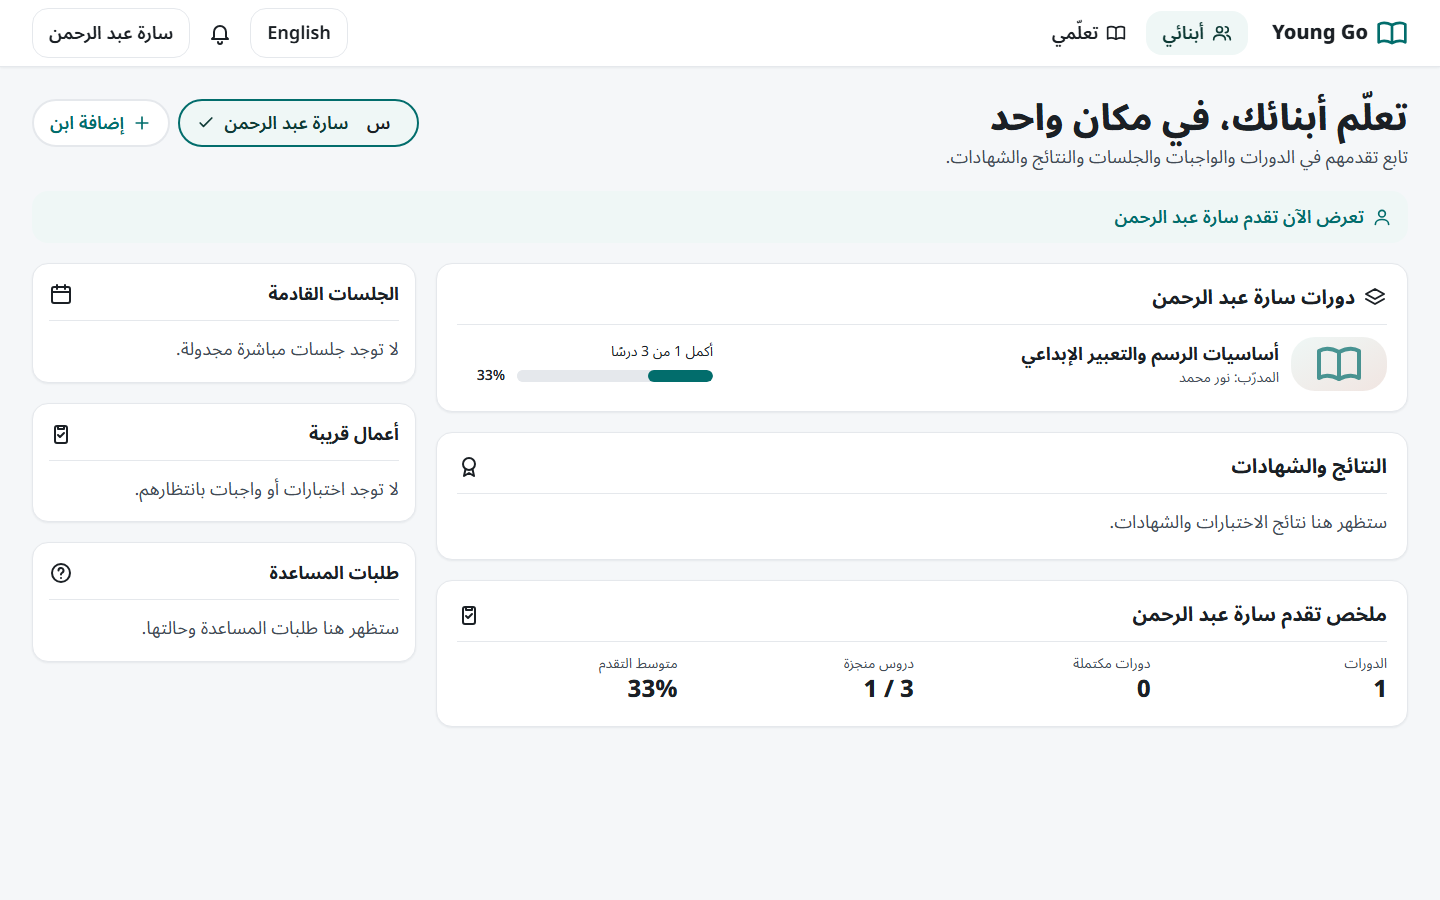 Young Go
أبنائي
تعلّمي
English
سارة عبد الرحمن
تعلّم أبنائك، في مكان واحد
تابع تقدمهم في الدورات والواجبات والجلسات والنتائج والشهادات.
س سارة عبد الرحمن
إضافة ابن
تعرض الآن تقدم سارة عبد الرحمن
دورات سارة عبد الرحمن
أساسيات الرسم والتعبير الإبداعي
المدرّب: نور محمد
أكمل 1 من 3 درسًا
33%
النتائج والشهادات
ستظهر هنا نتائج الاختبارات والشهادات.
ملخص تقدم سارة عبد الرحمن
الدورات
1
دورات مكتملة
0
دروس منجزة
1 / 3
متوسط التقدم
33%
الجلسات القادمة
لا توجد جلسات مباشرة مجدولة.
أعمال قريبة
لا توجد اختبارات أو واجبات بانتظارهم.
طلبات المساعدة
ستظهر هنا طلبات المساعدة وحالتها.